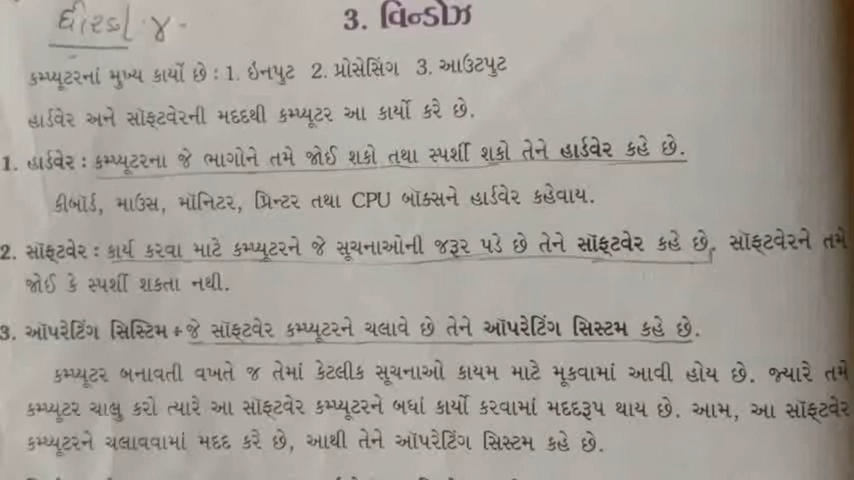 ધોરણ ૪
3. વિન્ડોઝ
કમ્પ્યૂટરનાં મુખ્ય કાર્યો છે : 1. ઇનપુટ 2. પ્રોસેસિંગ 3. આઉટપુટ
હાર્ડવેર અને સૉફ્ટવેરની મદદથી કમ્પ્યૂટર આ કાર્યો કરે છે.
1. હાર્ડવેર : કમ્પ્યૂટરના જે ભાગોને તમે જોઈ શકો તથા સ્પર્શી શકો તેને હાર્ડવેર કહે છે.
કીબૉર્ડ, માઉસ, મૉનિટર, પ્રિન્ટર તથા CPU બૉક્સને હાર્ડવેર કહેવાય.
2. સૉફ્ટવેર : કાર્ય કરવા માટે કમ્પ્યૂટરને જે સૂચનાઓની જરૂર પડે છે તેને સૉફ્ટવેર કહે છે. સૉફ્ટવેરને તમે
જોઈ કે સ્પર્શી શકતા નથી.
3. ઑપરેટિંગ સિસ્ટિમ : જે સૉફ્ટવેર કમ્પ્યૂટરને ચલાવે છે તેને ઑપરેટિંગ સિસ્ટમ કહે છે.
કમ્પ્યૂટર બનાવતી વખતે જ તેમાં કેટલીક સૂચનાઓ કાયમ માટે મૂકવામાં આવી હોય છે. જ્યારે તમે
કમ્પ્યૂટર ચાલુ કરો ત્યારે આ સૉફ્ટવેર કમ્પ્યૂટરને બધાં કાર્યો કરવામાં મદદરૂપ થાય છે. આમ, આ સૉફ્ટવેર
કમ્પ્યૂટરને ચલાવવામાં મદદ કરે છે, આથી તેને ઑપરેટિંગ સિસ્ટમ કહે છે.